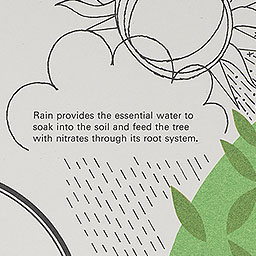 Rain provides the essential water to
soak into the soil and feed the tree
with nitrates through its root system.